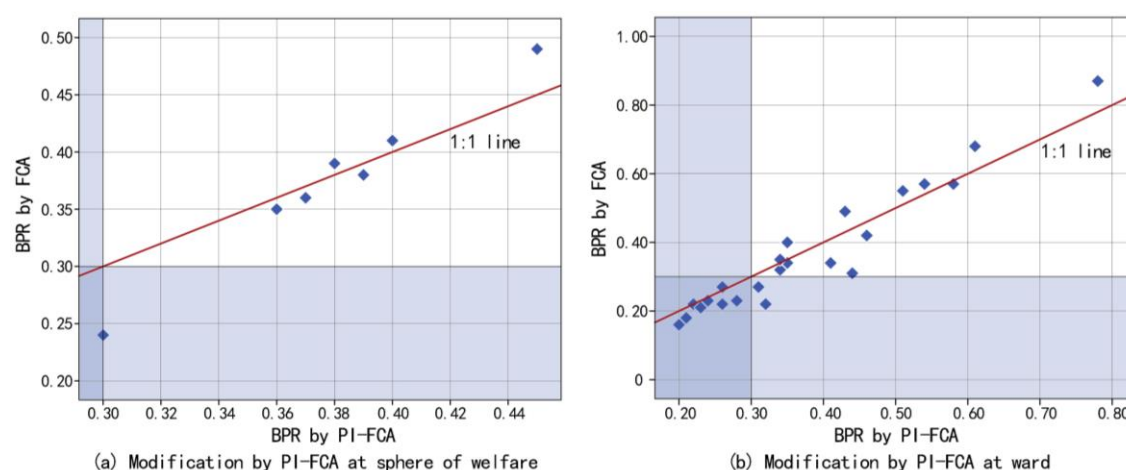 0.50
0.45
0.40
0.35
0.30
0.25
0.20
BPR by FCA
1:1 line
0.30 0.32 0.34 0.36 0.38 0.40 0.42 0.44
BPR by PI-FCA
(a) Modification by PI-FCA at sphere of welfare
1.00
0.80
0.60
0.40
0.20
0
BPR by FCA
1:1 line
0.20 0.30 0.40 0.50 0.60 0.70 0.80
BPR by PI-FCA
(b) Modification by PI-FCA at ward